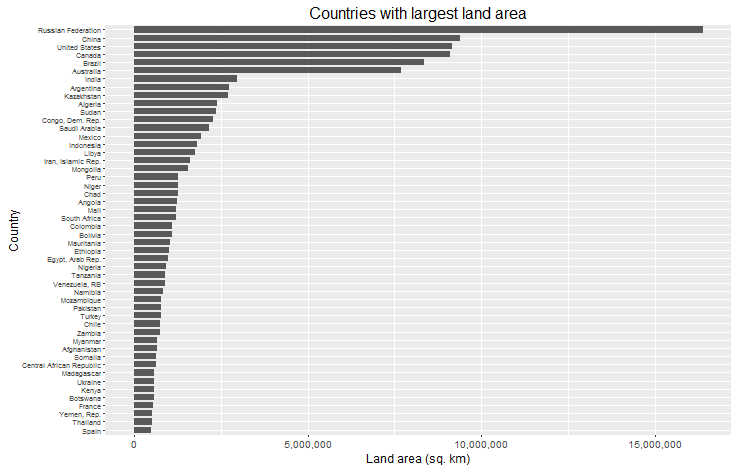 Countries with largest land area
Country
Russian Federation
China
United States
Canada
Brazil
Australia
India
Argentina
Kazakhstan
Algeria
Sudan
Congo, Dem. Rep.
Saudi Arabia
Mexico
Indonesia
Libya
Iran, Islamic Rep.
Mongolia
Peru
Niger
Chad
Angola
Mali
South Africa
Colombia
Bolivia
Mauritania
Ethiopia
Egypt, Arab Rep.
Nigeria
Tanzania
Venezuela, RB
Namibia
Mozambique
Pakistan
Turkey
Chile
Zambia
Myanmar
Afghanistan
Somalia
Central African Republic
Madagascar
Ukraine
Kenya
Botswana
France
Yemen, Rep.
Thailand
Spain
0 5,000,000 10,000,000 15,000,000
Land area (sq. km)